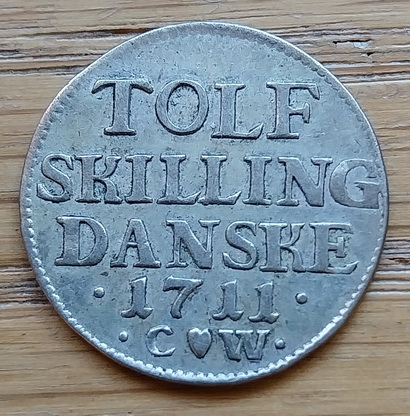 TOLF
SKILLING
DANSKE
· 1711 ·
· C♥W ·